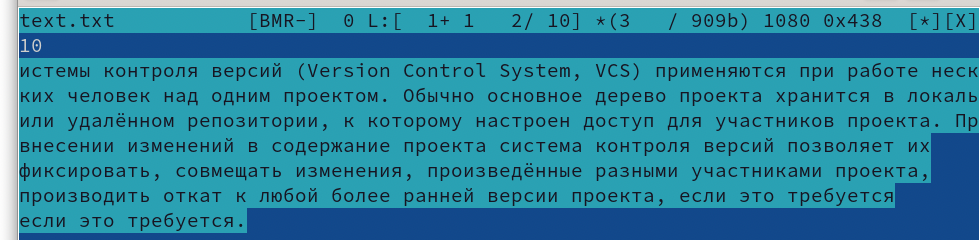 text.txt [BMR-] 0 L:[ 1+ 1 2/ 10] *(3 / 909b) 1080 0x438 [*][X]
10
истемы контроля версий (Version Control System, VCS) применяются при работе неск
ких человек над одним проектом. Обычно основное дерево проекта хранится в локаль
или удалённом репозитории, к которому настроен доступ для участников проекта. Пр
внесении изменений в содержание проекта система контроля версий позволяет их
фиксировать, совмещать изменения, произведённые разными участниками проекта,
производить откат к любой более ранней версии проекта, если это требуется
если это требуется.